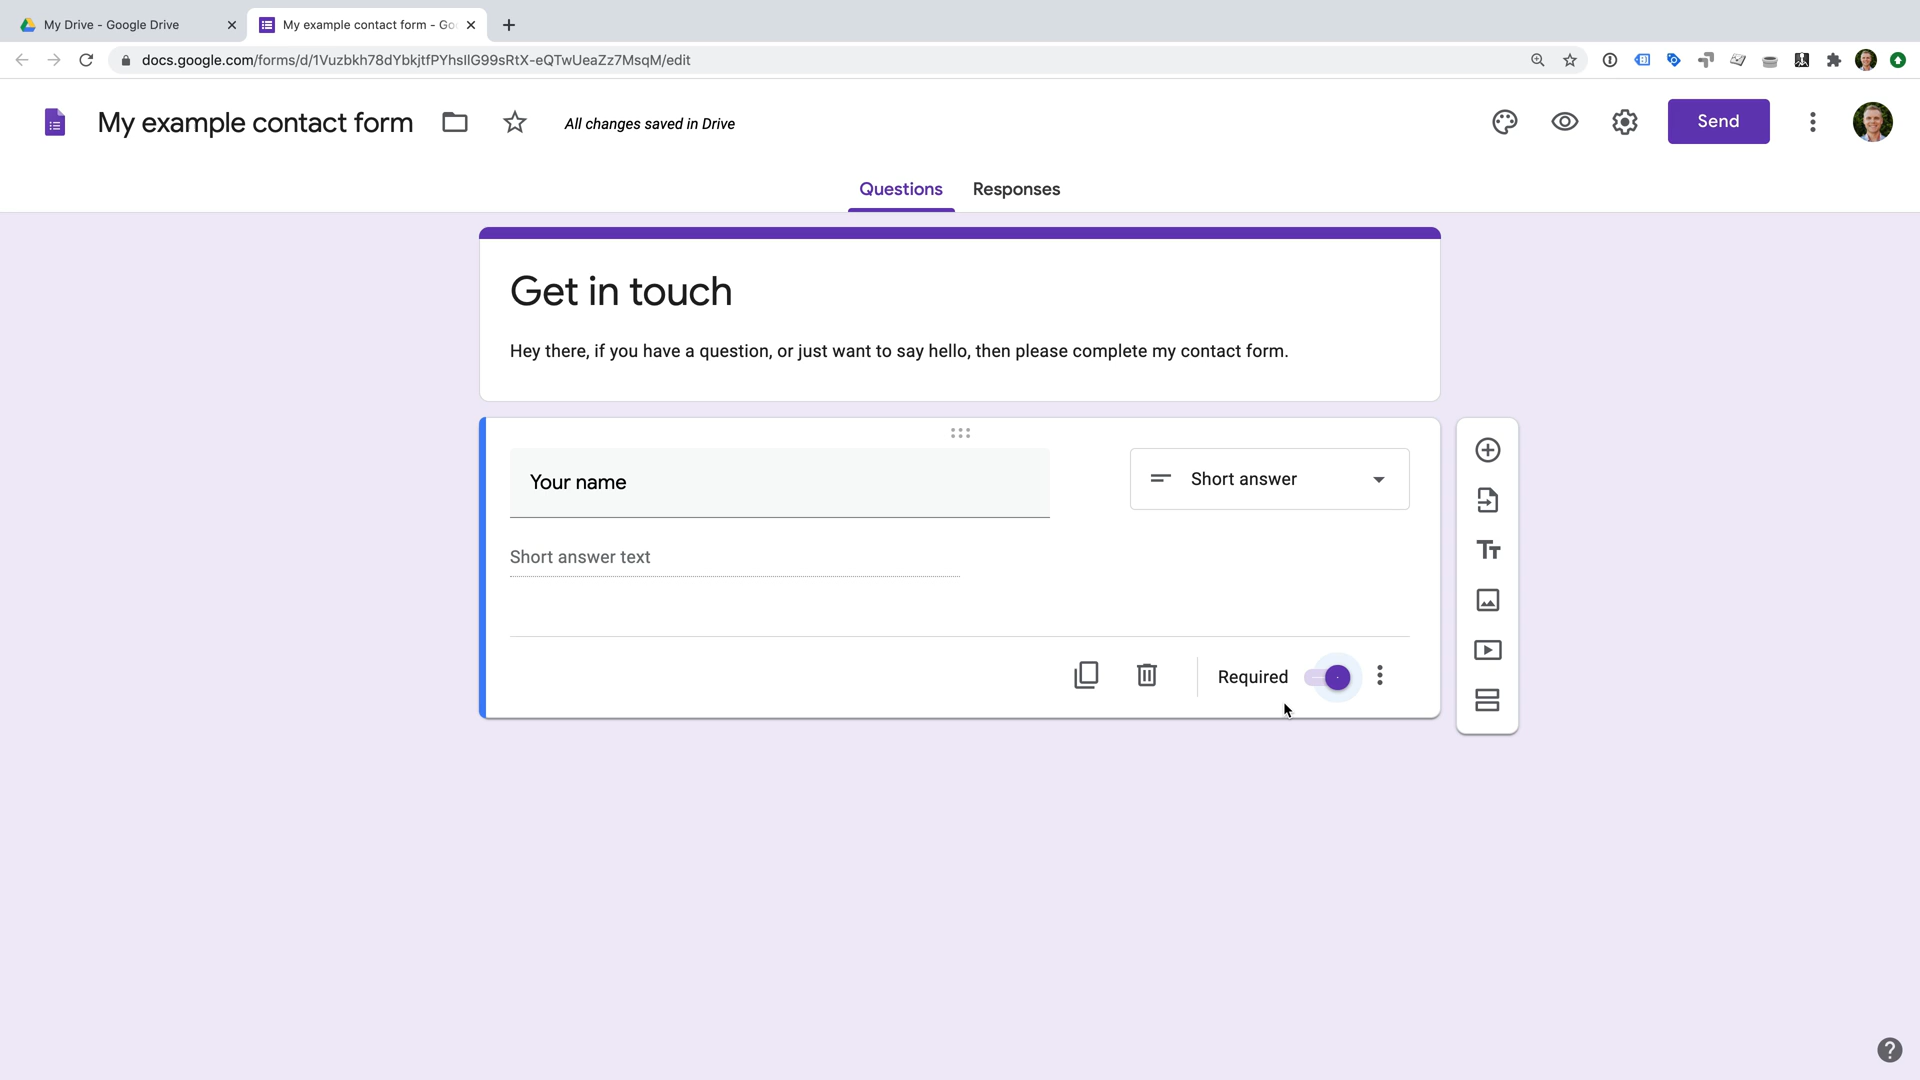 My Drive - Google Drive
My example contact form - Go
docs.google.com/forms/d/1Vuzbkh78dYbkjtfPYhsIlG99sRtX-eQTwUeaZz7MsqM/edit
My example contact form
All changes saved in Drive
Send
Questions
Responses
Get in touch
Hey there, if you have a question, or just want to say hello, then please complete my contact form.
Your name
Short answer
Short answer text
Required